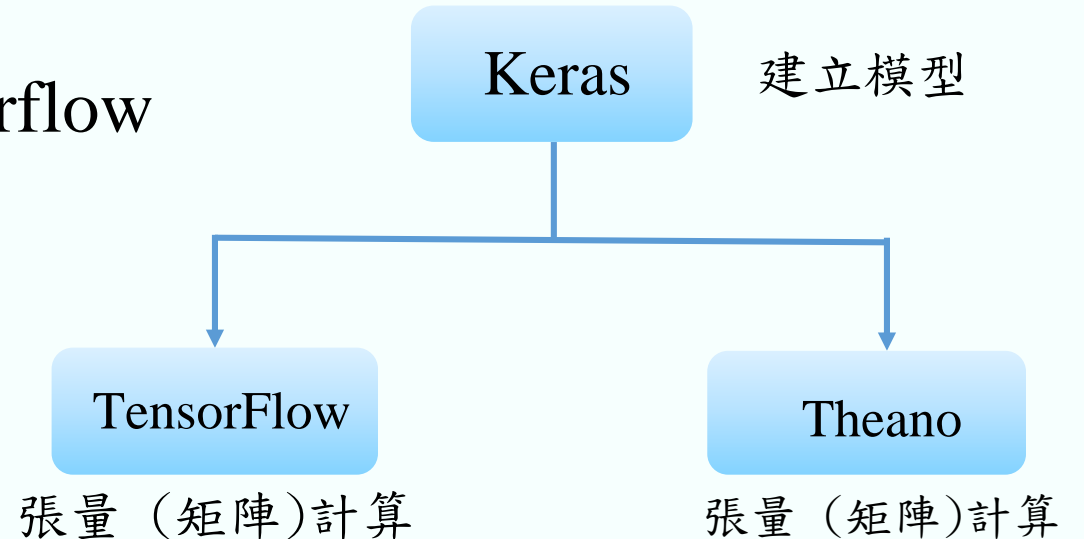 Keras
建立模型
rflow
TensorFlow
Theano
張量 (矩陣)計算
張量 (矩陣)計算